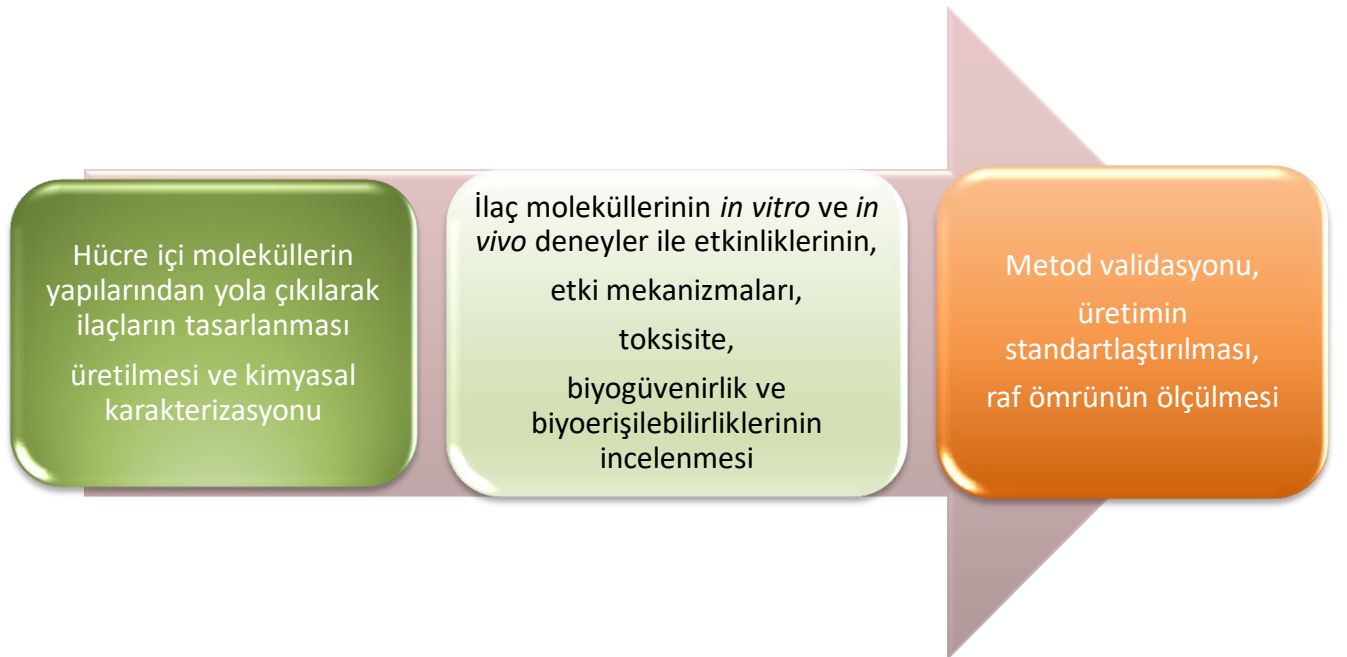 Hücre içi moleküllerin
yapılarından yola çıkılarak
ilaçların tasarlanması
üretilmesi ve kimyasal
karakterizasyonu
İlaç moleküllerinin in vitro ve in
vivo deneyler ile etkinliklerinin,
etki mekanizmaları,
toksisite,
biyogüvenirlik ve
biyoerişilebilirliklerinin
incelenmesi
Metod validasyonu,
üretimin
standartlaştırılması,
raf ömrünün ölçülmesi